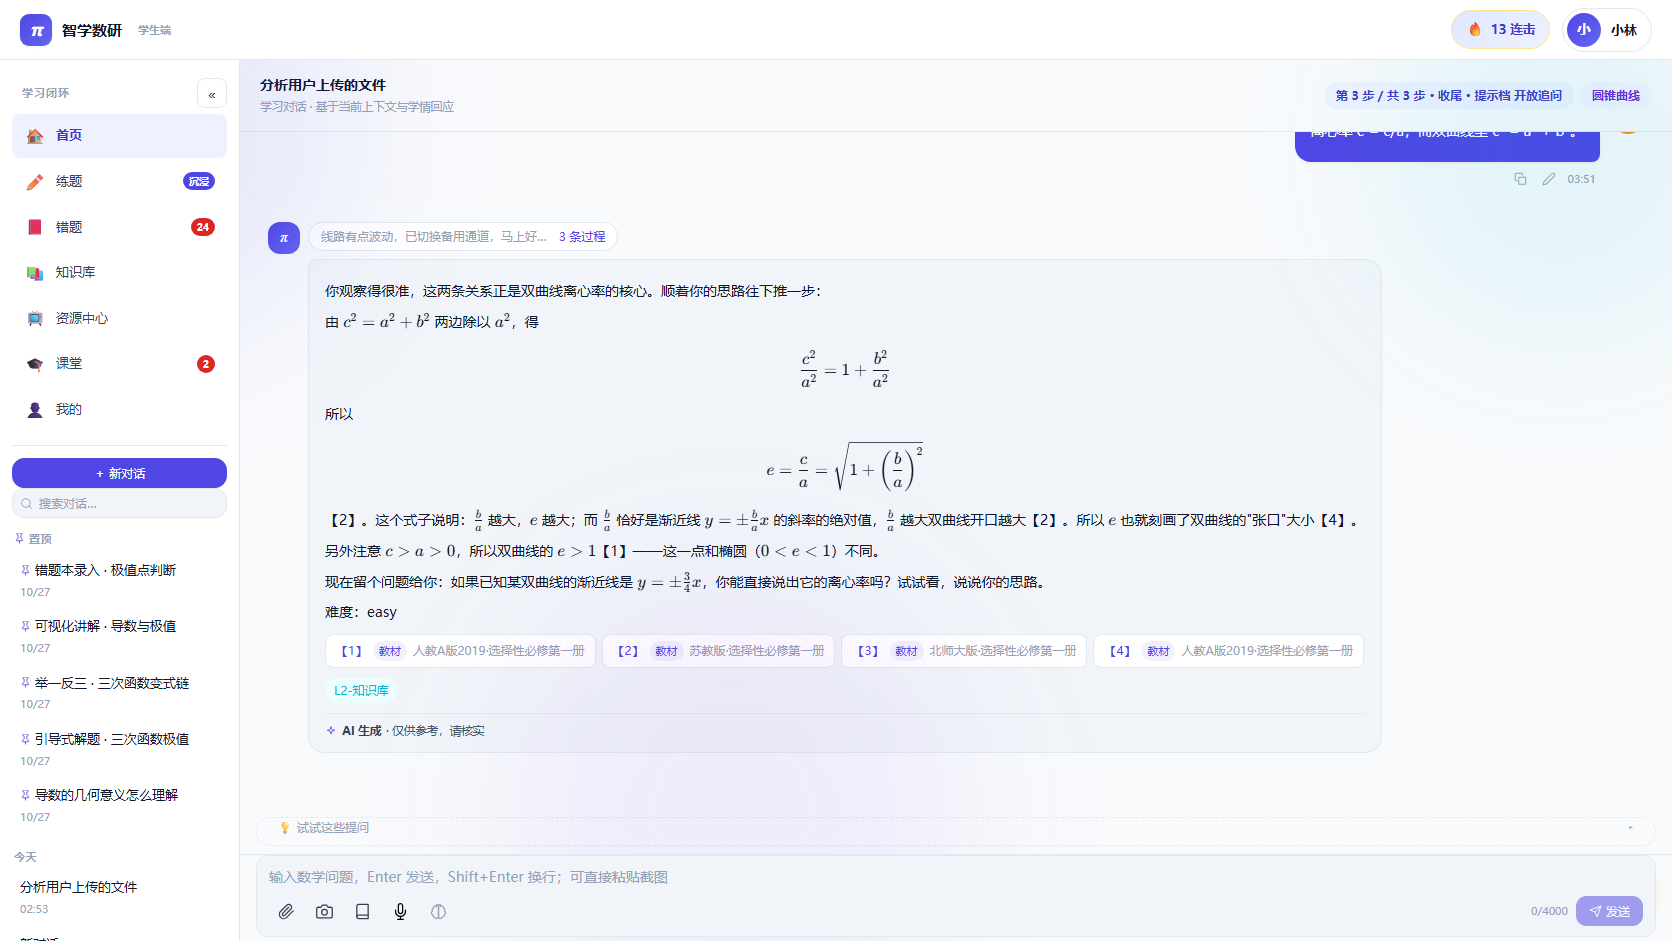 π 智学数研 学生端
13 连击
小 小林
学习闭环 «
首页
练题 沉浸
错题 24
知识库
资源中心
课堂 2
我的
+ 新对话
搜索对话...
置顶
错题本录入 · 极值点判断
10/27
可视化讲解 · 导数与极值
10/27
举一反三 · 三次函数变式链
10/27
引导式解题 · 三次函数极值
10/27
导数的几何意义怎么理解
10/27
今天
分析用户上传的文件
02:53
分析用户上传的文件
学习对话 · 基于当前上下文与学情回应
第 3 步 / 共 3 步 • 收尾 • 提示档 开放追问
圆锥曲线
03:51
π
线路有点波动，已切换备用通道，马上好... 3 条过程
你观察得很准，这两条关系正是双曲线离心率的核心。顺着你的思路往下推一步：
由 c² = a² + b² 两边除以 a²，得
c²/a² = 1 + b²/a²
所以
e = c/a = √(1 + (b/a)²)
【2】。这个式子说明：b/a 越大，e 越大；而 b/a 恰好是渐近线 y = ±b/a x 的斜率的绝对值，b/a 越大双曲线开口越大【2】。所以 e 也就刻画了双曲线的"张口"大小【4】。
另外注意 c > a > 0，所以双曲线的 e > 1【1】——这一点和椭圆（0 < e < 1）不同。
现在留个问题给你：如果已知某双曲线的渐近线是 y = ±3/4 x，你能直接说出它的离心率吗？试试看，说说你的思路。
难度：easy
【1】 教材 人教A版2019·选择性必修第一册
【2】 教材 苏教版·选择性必修第一册
【3】 教材 北师大版·选择性必修第一册
【4】 教材 人教A版2019·选择性必修第一册
L2-知识库
AI 生成 · 仅供参考，请核实
试试这些提问
输入数学问题，Enter 发送，Shift+Enter 换行；可直接粘贴截图
0/4000
发送